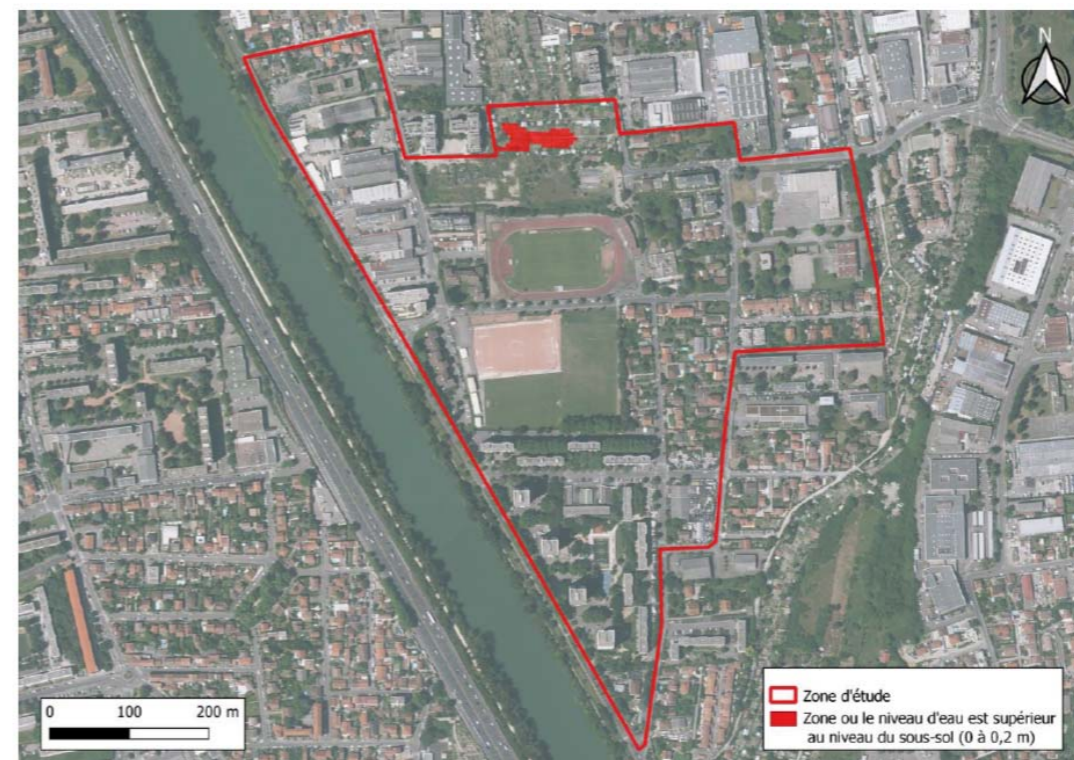 N
0 100 200 m
Zone d'étude
Zone ou le niveau d'eau est supérieur
au niveau du sous-sol (0 à 0,2 m)